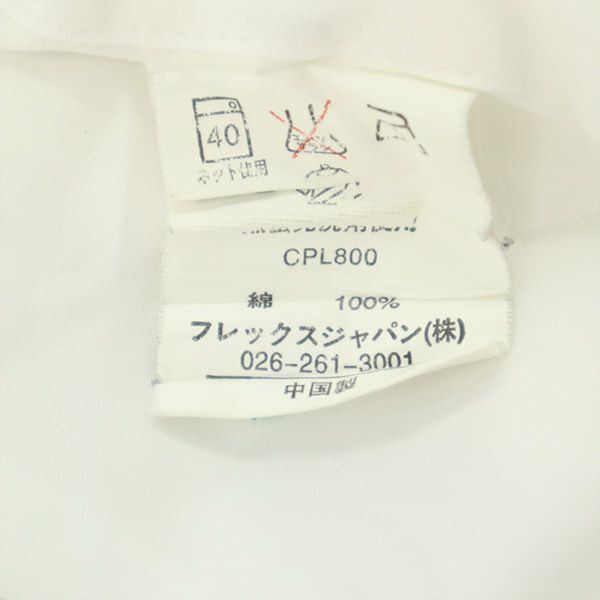 40
ネット使用
CPL800
綿 100%
フレックスジャパン(株)
026-261-3001
中国製